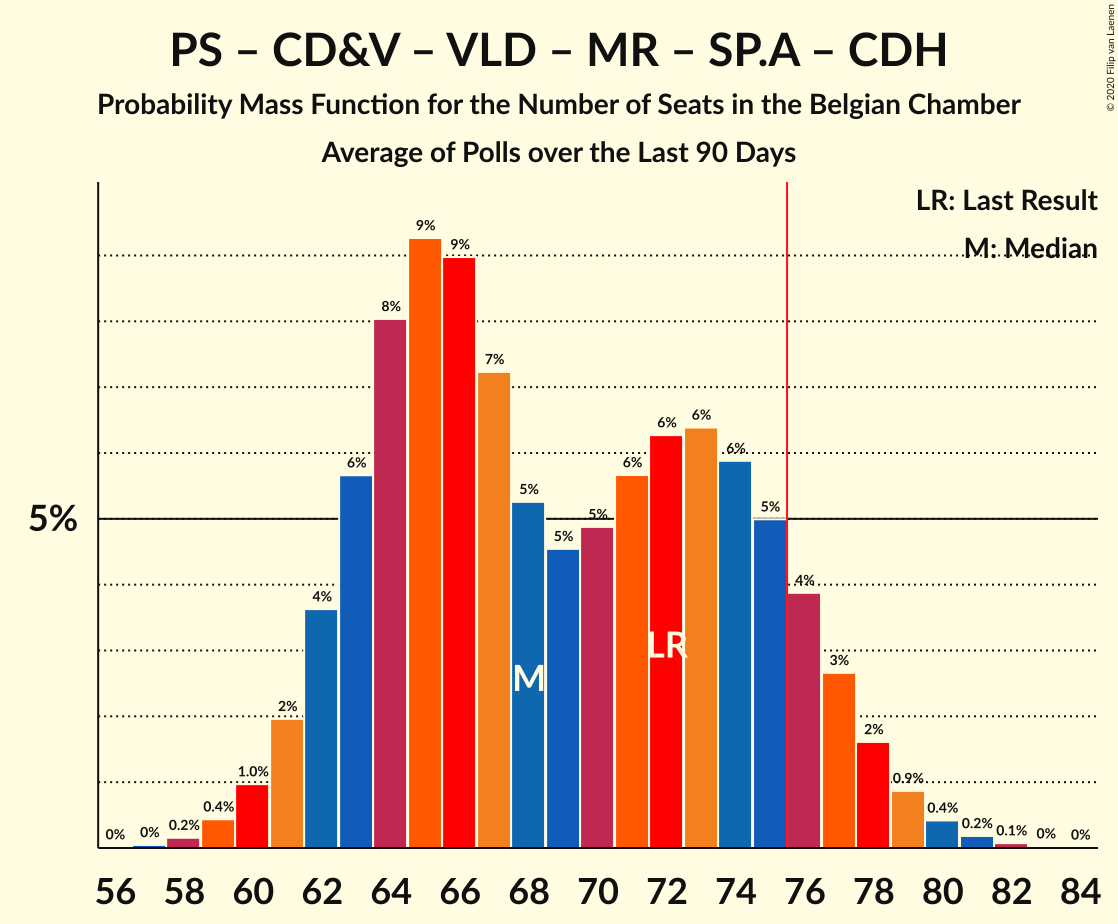 PS – CD&V – VLD – MR – SP.A – CDH
Probability Mass Function for the Number of Seats in the Belgian Chamber
Average of Polls over the Last 90 Days
© 2020 Filip van Laenen
LR: Last Result
M: Median
5%
0% 0% 0.2% 0.4% 1.0% 2% 4% 6% 8% 9% 9% 7% 5% 5% 5% 6% 6% 6% 6% 5% 4% 3% 2% 0.9% 0.4% 0.2% 0.1% 0% 0%
M
LR
56 58 60 62 64 66 68 70 72 74 76 78 80 82 84